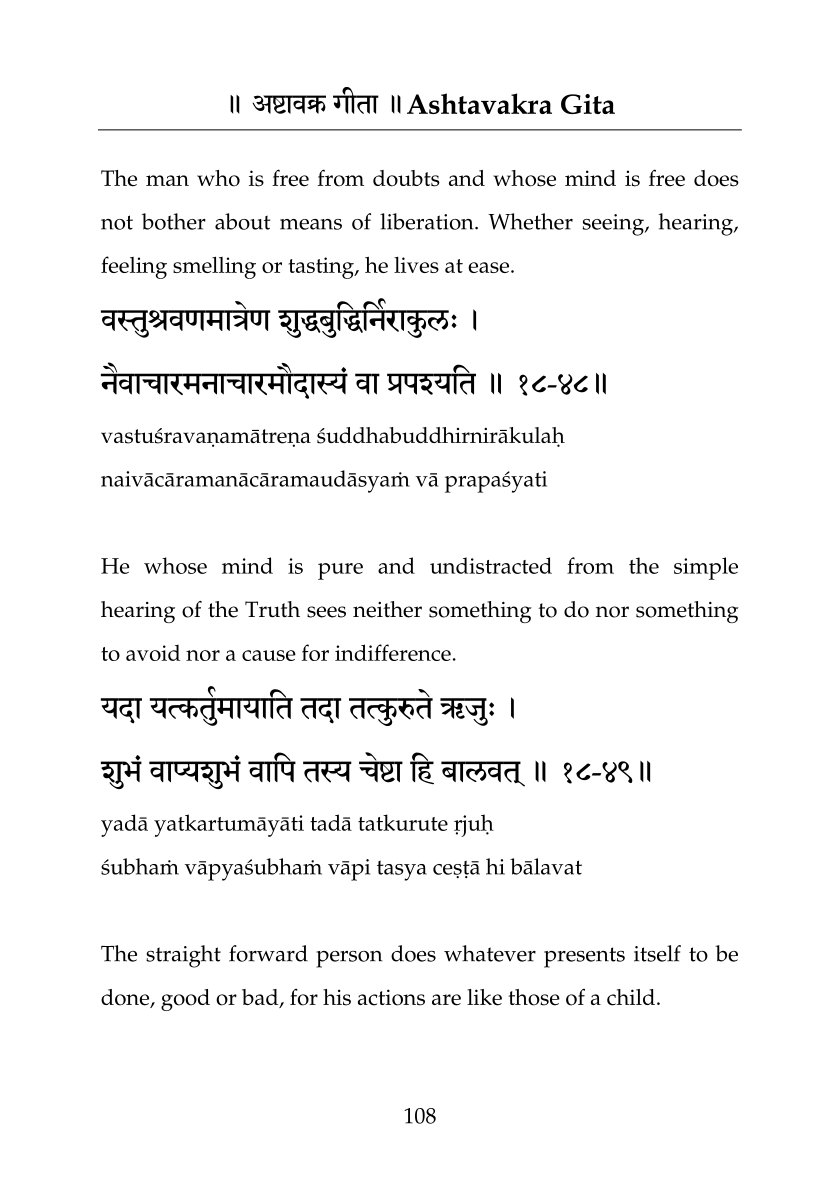 ॥ अष्टावक्र गीता ॥ Ashtavakra Gita
The man who is free from doubts and whose mind is free does
not bother about means of liberation. Whether seeing, hearing,
feeling smelling or tasting, he lives at ease.
वस्तुश्रवणमात्रेण शुद्धबुद्धिर्निराकुलः ।
नैवाचारमनाचारमौदास्यं वा प्रपश्यति ॥ १८-४८॥
vastuśravaṇamātreṇa śuddhabuddhirnirākulaḥ
naivācāramanācāramaudāsyaṁ vā prapaśyati
He whose mind is pure and undistracted from the simple
hearing of the Truth sees neither something to do nor something
to avoid nor a cause for indifference.
यदा यत्कर्तुमायाति तदा तत्कुरुते ऋजुः ।
शुभं वाप्यशुभं वापि तस्य चेष्टा हि बालवत् ॥ १८-४९॥
yadā yatkartumāyāti tadā tatkurute ṛjuḥ
śubhaṁ vāpyaśubhaṁ vāpi tasya ceṣṭā hi bālavat
The straight forward person does whatever presents itself to be
done, good or bad, for his actions are like those of a child.
108